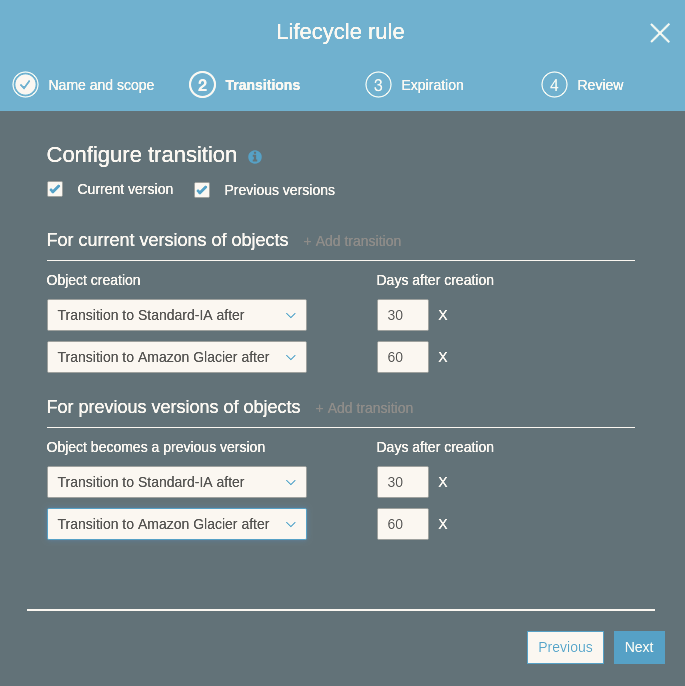 Lifecycle rule
Name and scope 2 Transitions 3 Expiration 4 Review
Configure transition
Current version Previous versions
For current versions of objects + Add transition
Object creation Days after creation
Transition to Standard-IA after 30 X
Transition to Amazon Glacier after 60 X
For previous versions of objects + Add transition
Object becomes a previous version Days after creation
Transition to Standard-IA after 30 X
Transition to Amazon Glacier after 60 X
Previous Next